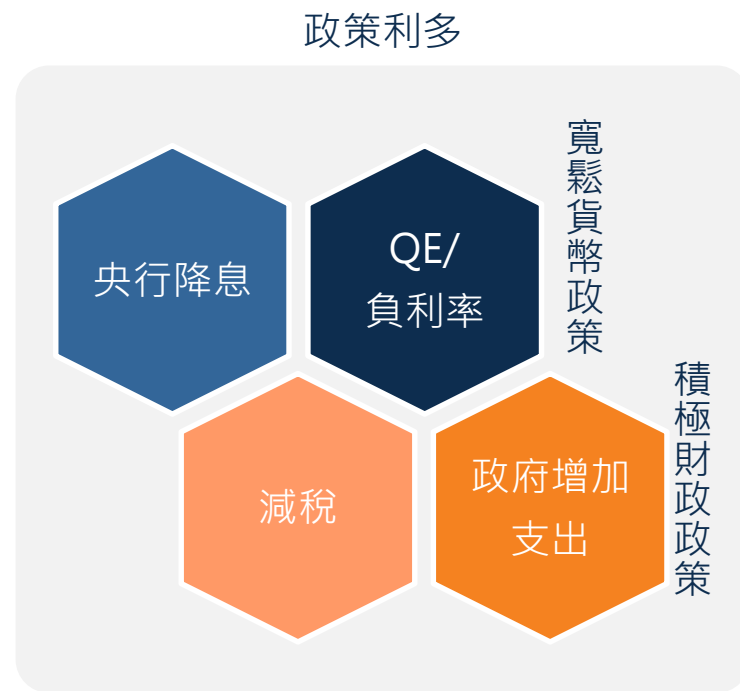 政策利多
央行降息
QE/
負利率
寬鬆貨幣政策
減稅
政府增加
支出
積極財政政策